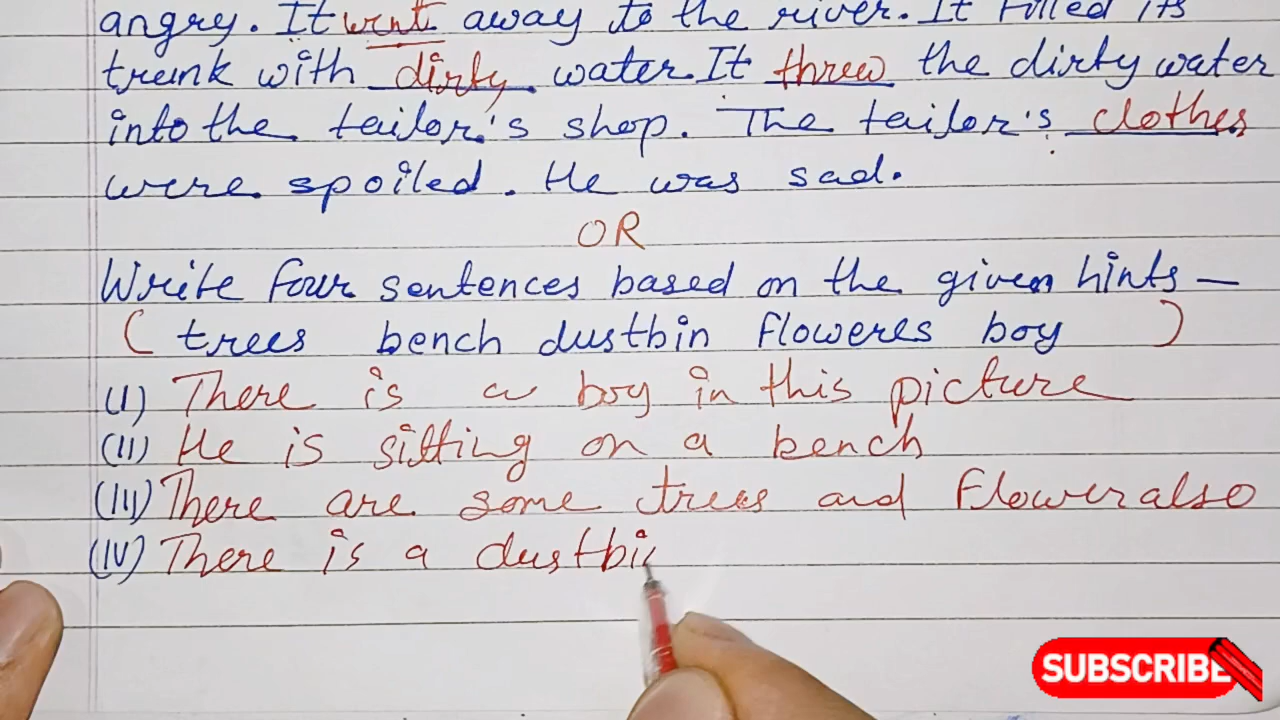 angry. It went away to the river. It filled its
trunk with dirty water. It threw the dirty water
into the tailor's shop. The tailor's clothes
were spoiled. He was sad.
OR
Write four sentences based on the given hints -
( trees bench dustbin flowers boy )
(I) There is a boy in this picture
(II) He is sitting on a bench
(III) There are some trees and flower also
(IV) There is a dustbin
SUBSCRIBE